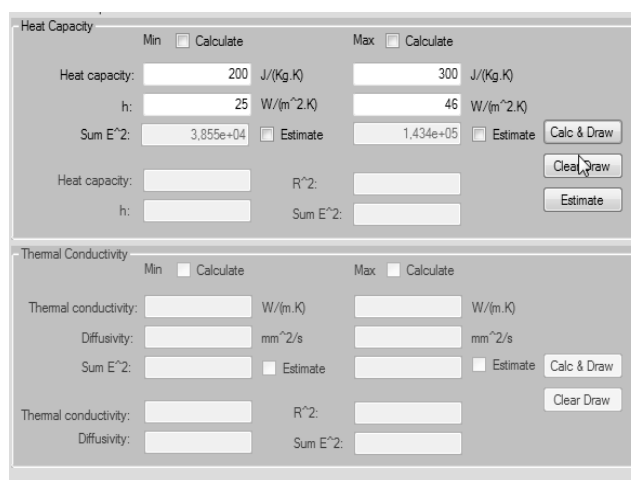 Heat Capacity
Min Calculate Max Calculate
Heat capacity: 200 J/(Kg.K) 300 J/(Kg.K)
h: 25 W/(m^2.K) 46 W/(m^2.K)
Sum E^2: 3,855e+04 Estimate 1,434e+05 Estimate Calc & Draw
Clear Draw
Heat capacity: R^2:
Estimate
h: Sum E^2:
Thermal Conductivity
Min Calculate Max Calculate
Thermal conductivity: W/(m.K) W/(m.K)
Diffusivity: mm^2/s mm^2/s
Sum E^2: Estimate Estimate Calc & Draw
Clear Draw
Thermal conductivity: R^2:
Diffusivity: Sum E^2: